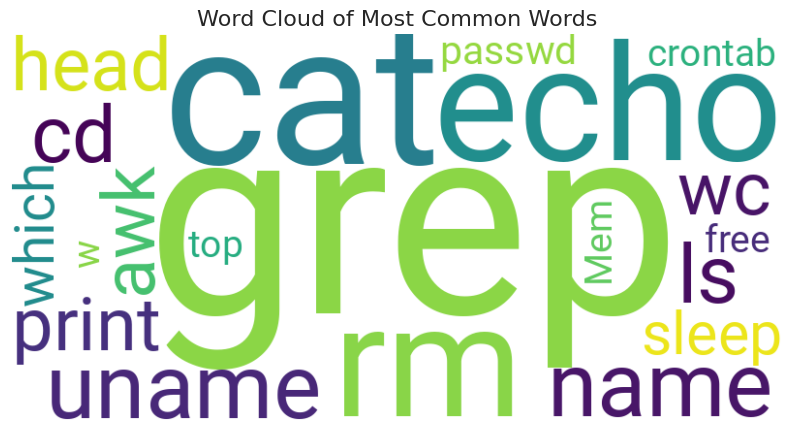 Word Cloud of Most Common Words
head
cat
echo
passwd
crontab
cd
grep
which
w
awk
top
Mem
wc
free
ls
print
rm
sleep
uname
name